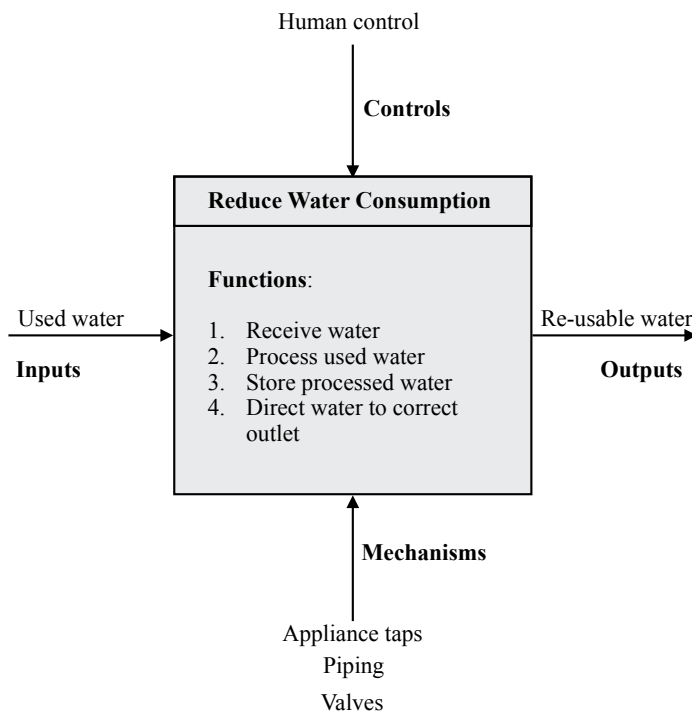 Human control
Controls
Reduce Water Consumption
Functions:
1. Receive water
2. Process used water
3. Store processed water
4. Direct water to correct
outlet
Used water
Inputs
Re-usable water
Outputs
Mechanisms
Appliance taps
Piping
Valves